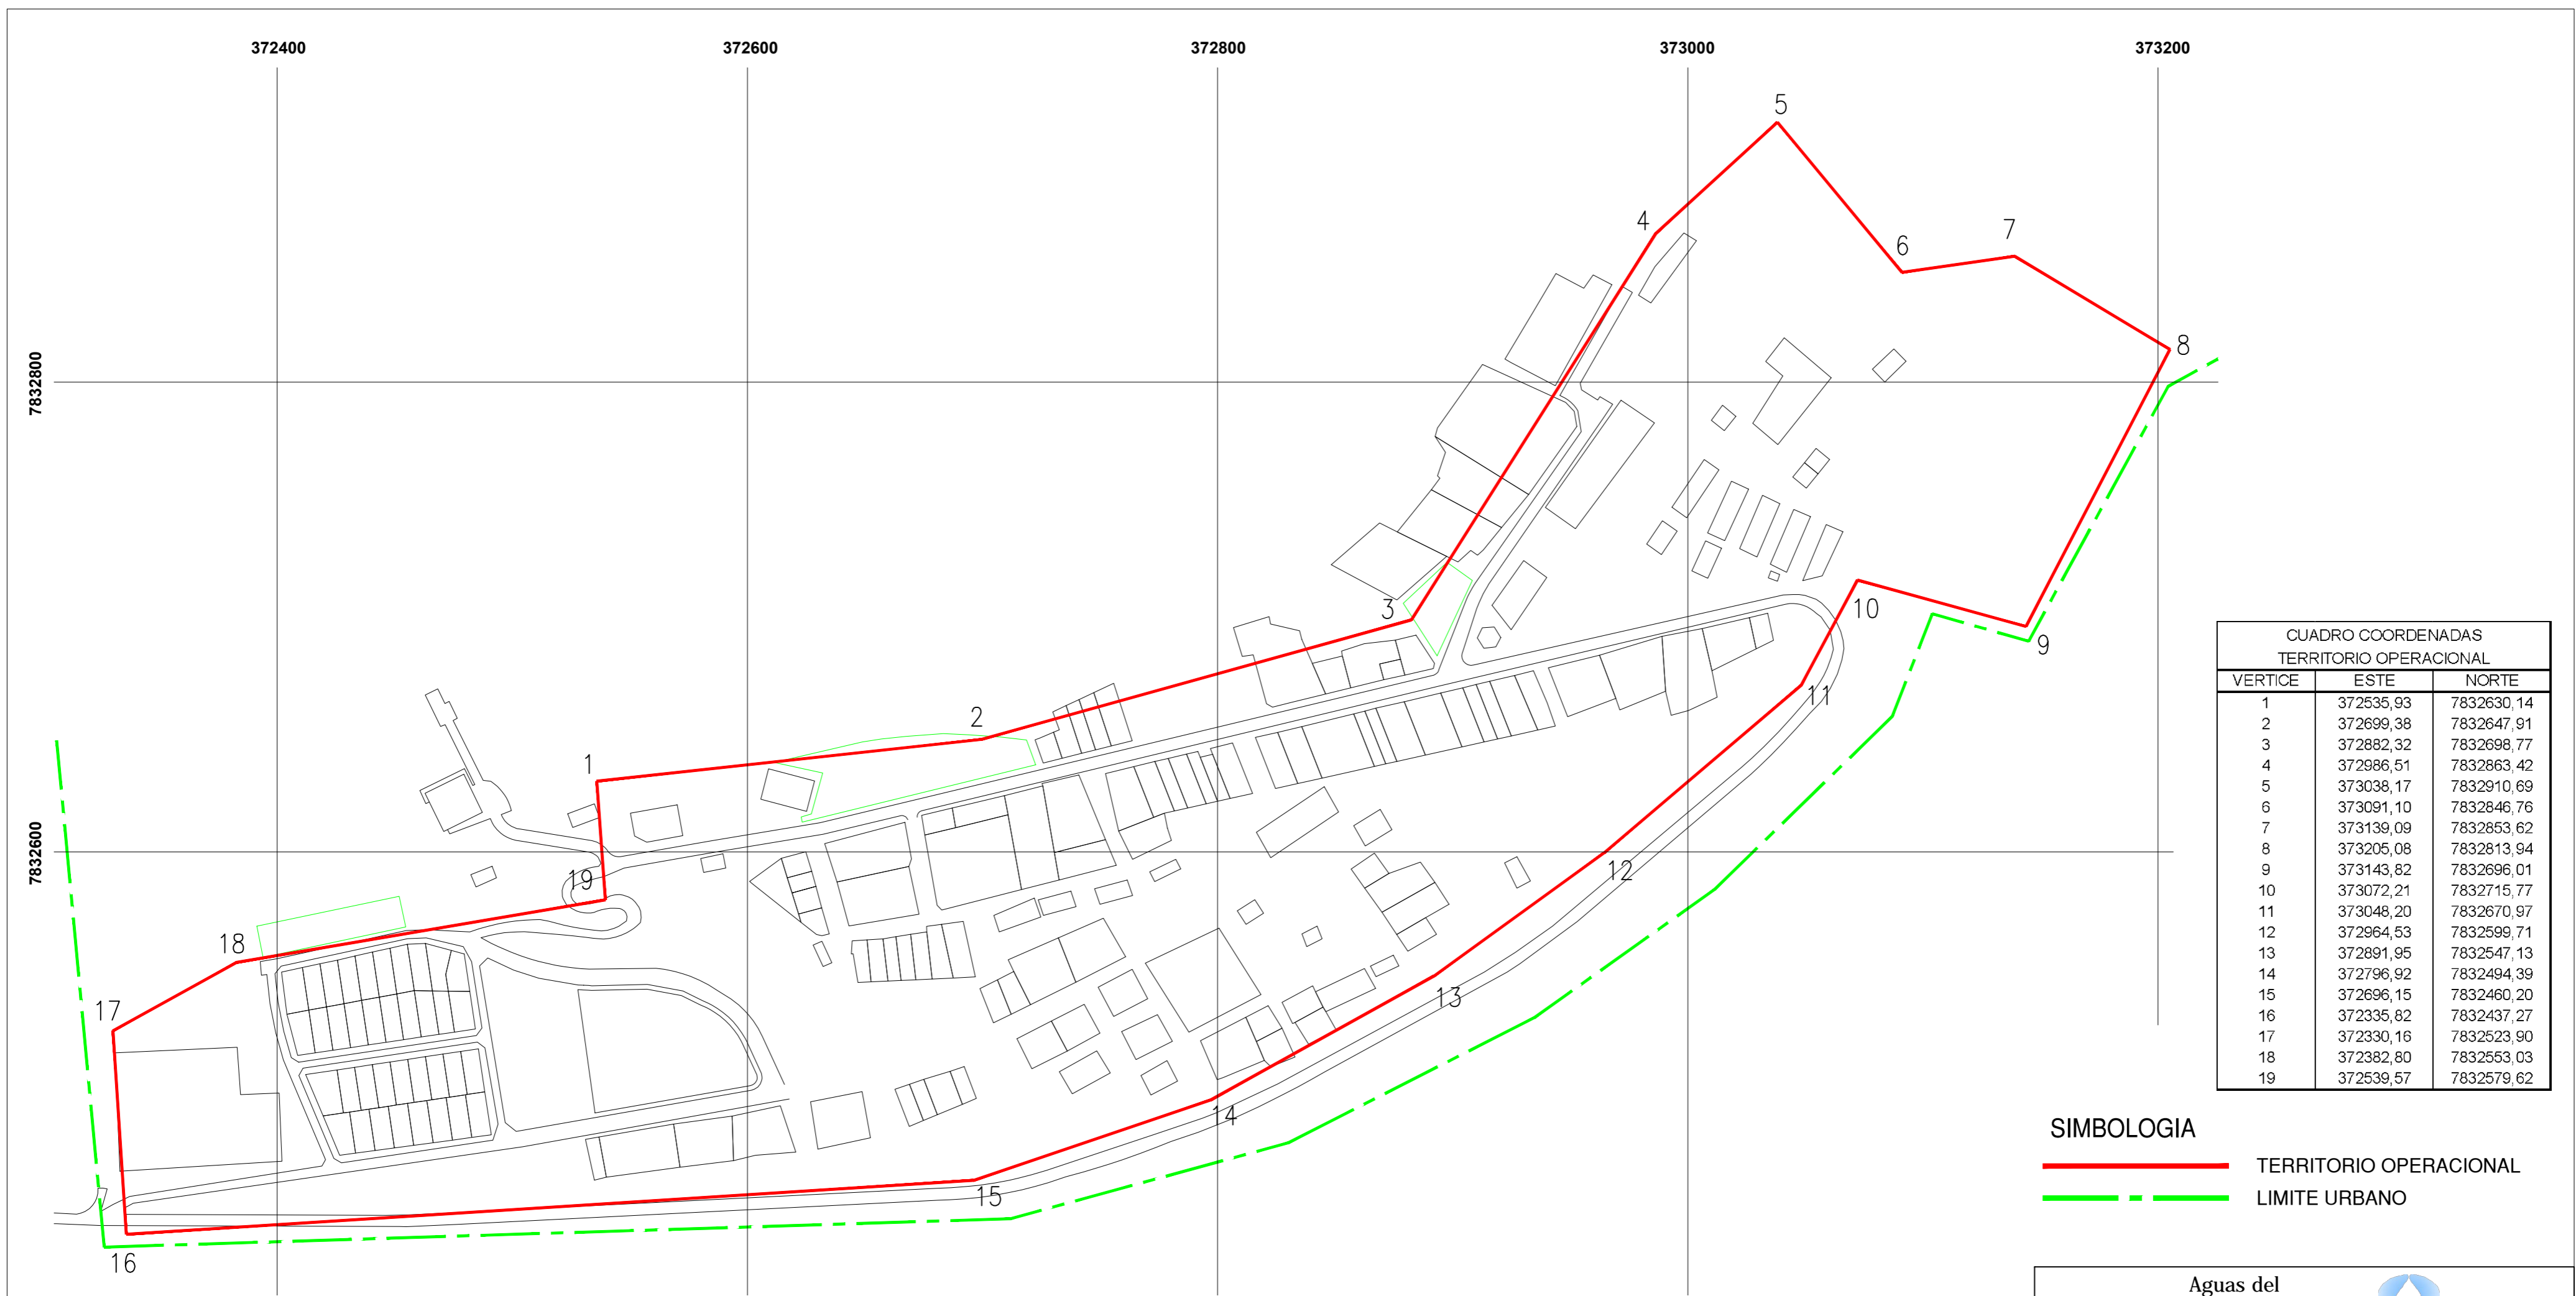 372400 372600 372800 373000 373200
5
4
6
7
8
7832800
3
10
9
11
2
1
7832600
19
12
18
13
17
14
15
16
CUADRO COORDENADAS
TERRITORIO OPERACIONAL
VERTICE ESTE NORTE
1 372535,93 7832630,14
2 372699,38 7832647,91
3 372882,32 7832698,77
4 372986,51 7832863,42
5 373038,17 7832910,69
6 373091,10 7832846,76
7 373139,09 7832853,62
8 373205,08 7832813,94
9 373143,82 7832696,01
10 373072,21 7832715,77
11 373048,20 7832670,97
12 372964,53 7832599,71
13 372891,95 7832547,13
14 372796,92 7832494,39
15 372696,15 7832460,20
16 372335,82 7832437,27
17 372330,16 7832523,90
18 372382,80 7832553,03
19 372539,57 7832579,62
SIMBOLOGIA
TERRITORIO OPERACIONAL
LIMITE URBANO
Aguas del